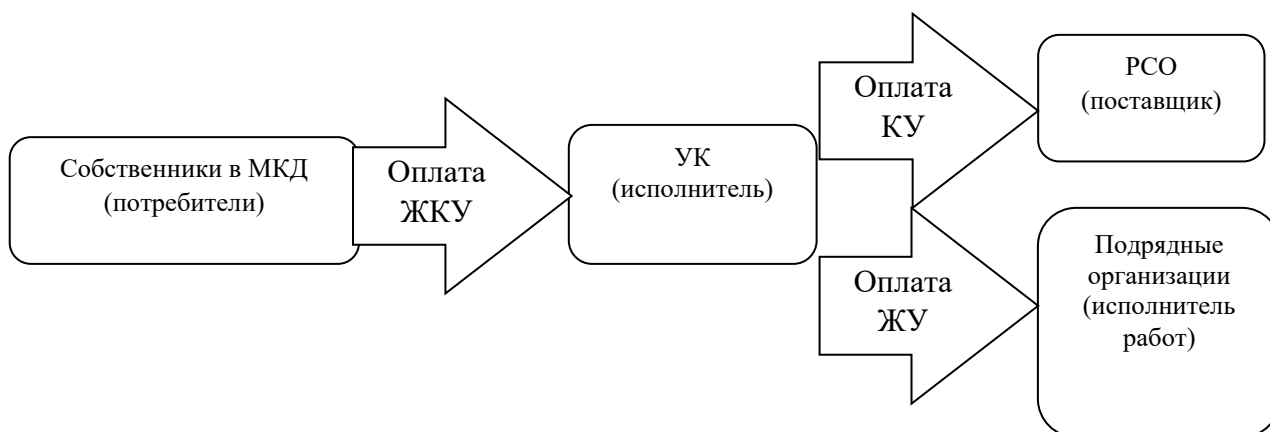 Собственники в МКД
(потребители)
Оплата
ЖКУ
УК
(исполнитель)
Оплата
КУ
РСО
(поставщик)
Оплата
ЖУ
Подрядные
организации
(исполнитель
работ)